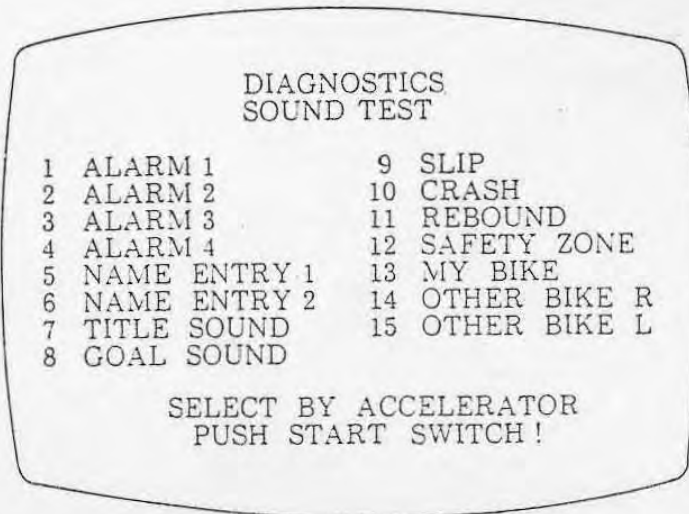 DIAGNOSTICS
SOUND TEST
1 ALARM 1
2 ALARM 2
3 ALARM 3
4 ALARM 4
5 NAME ENTRY 1
6 NAME ENTRY 2
7 TITLE SOUND
8 GOAL SOUND
9 SLIP
10 CRASH
11 REBOUND
12 SAFETY ZONE
13 MY BIKE
14 OTHER BIKE R
15 OTHER BIKE L
SELECT BY ACCELERATOR
PUSH START SWITCH !